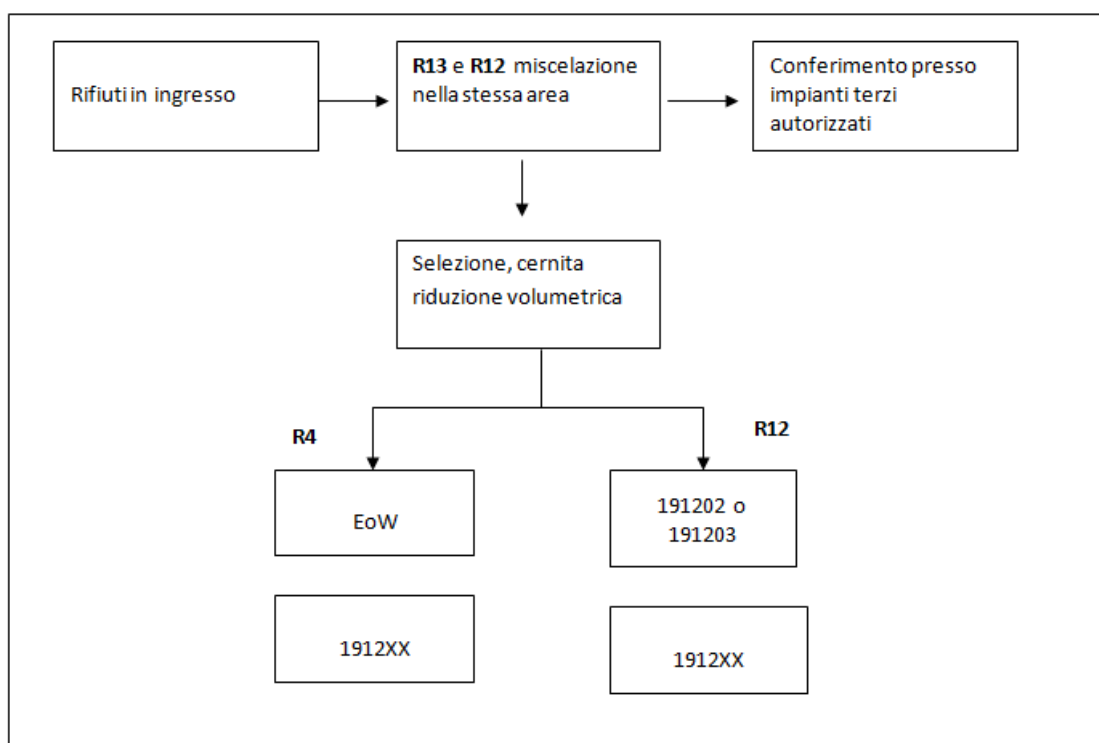 Rifiuti in ingresso
R13 e R12 miscelazione
nella stessa area
Conferimento presso
impianti terzi
autorizzati
Selezione, cernita
riduzione volumetrica
R4
R12
EoW
191202 o
191203
1912XX
1912XX